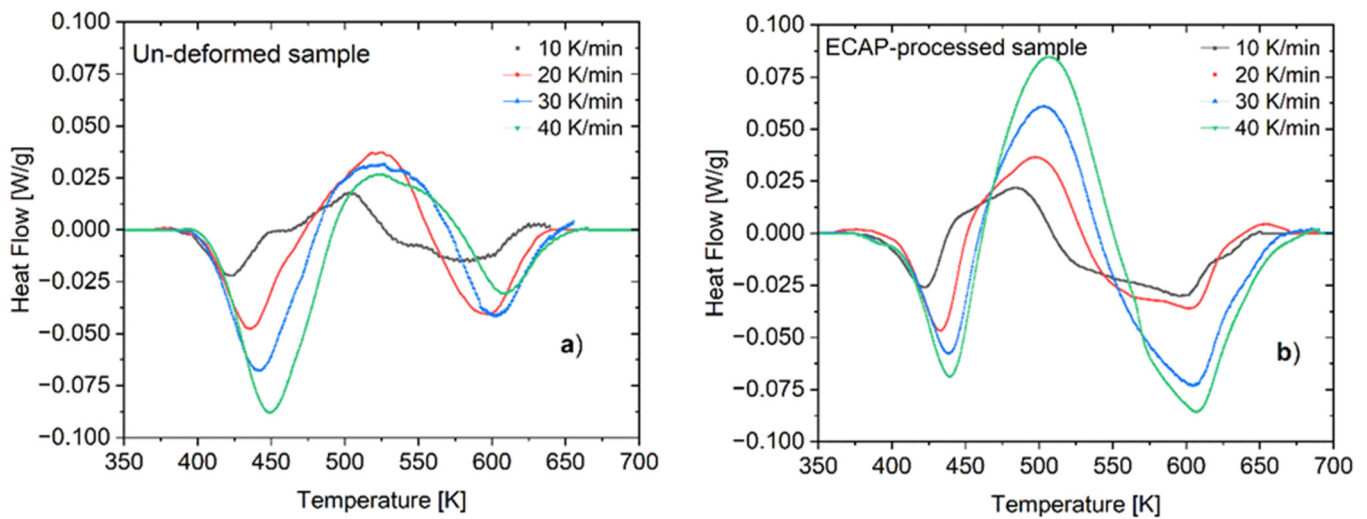 Un-deformed sample
10 K/min
20 K/min
30 K/min
40 K/min
0.100
0.075
0.050
0.025
0.000
−0.025
−0.050
−0.075
−0.100
Heat Flow [W/g]
a)
350 400 450 500 550 600 650 700
Temperature [K]
ECAP-processed sample
10 K/min
20 K/min
30 K/min
40 K/min
0.100
0.075
0.050
0.025
0.000
−0.025
−0.050
−0.075
−0.100
Heat Flow [W/g]
b)
350 400 450 500 550 600 650 700
Temperature [K]